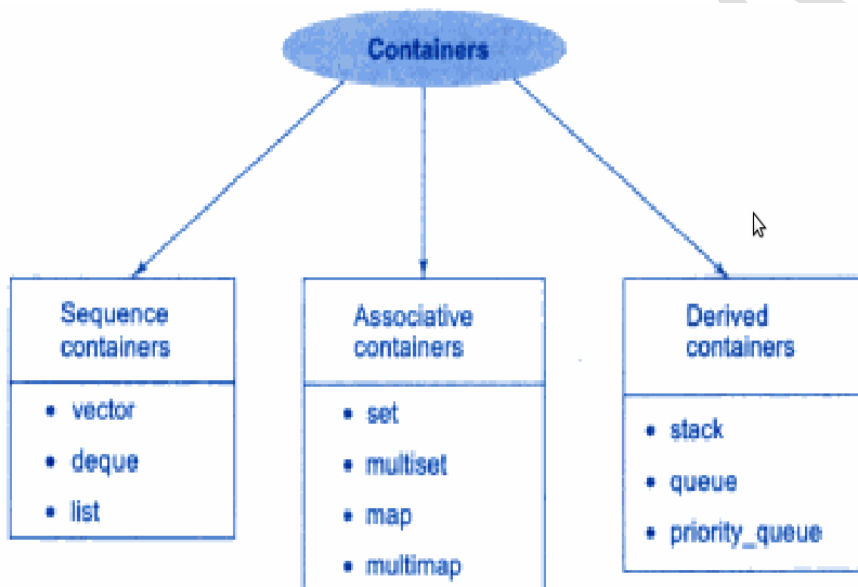 Containers
Sequence
containers
• vector
• deque
• list
Associative
containers
• set
• multiset
• map
• multimap
Derived
containers
• stack
• queue
• priority_queue